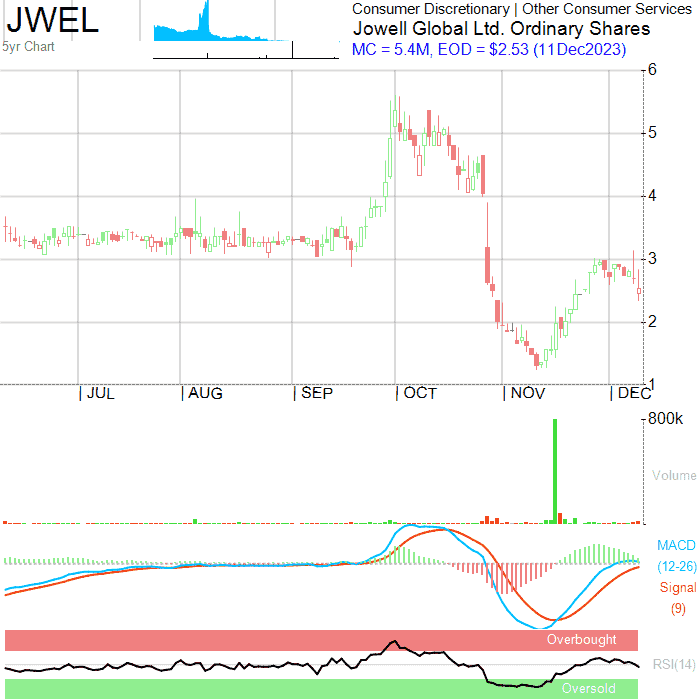 JWEL
5yr Chart
Consumer Discretionary | Other Consumer Services
Jowell Global Ltd. Ordinary Shares
MC = 5.4M, EOD = $2.53 (11Dec2023)
6
5
4
3
2
1
| JUL | AUG | SEP | OCT | NOV | DEC
800k
Volume
MACD
(12-26)
Signal
(9)
Overbought
RSI(14)
Oversold